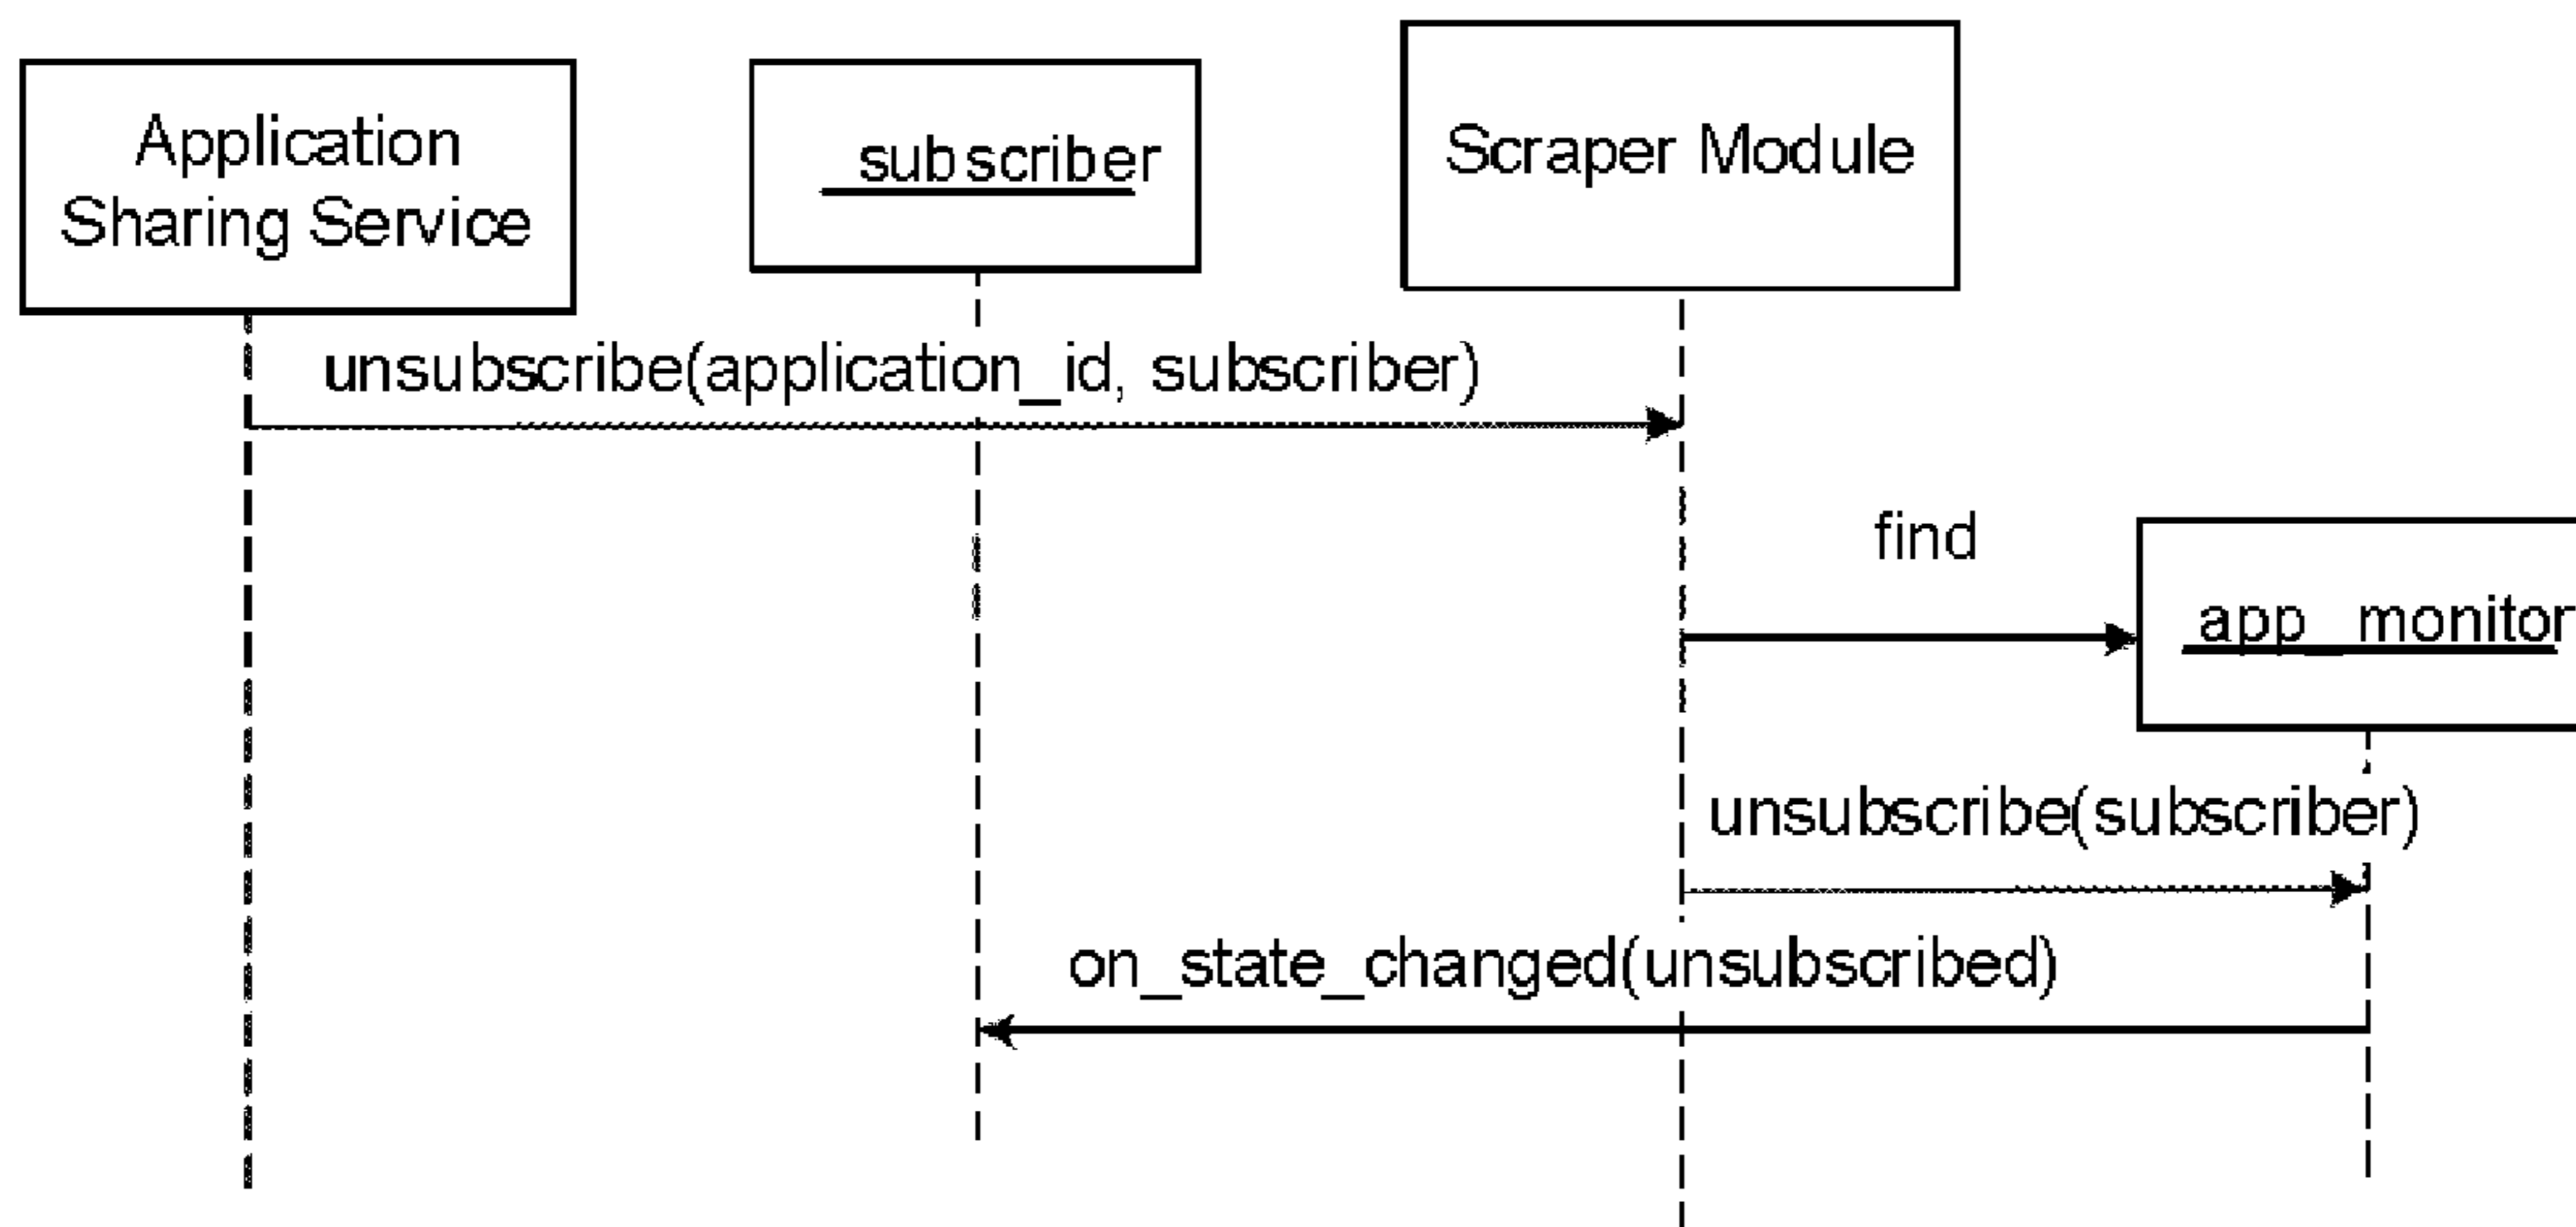 Application
Sharing Service
subscriber
Scraper Module
unsubscribe(application_id, subscriber)
find
app_monitor
unsubscribe(subscriber)
on_state_changed(unsubscribed)